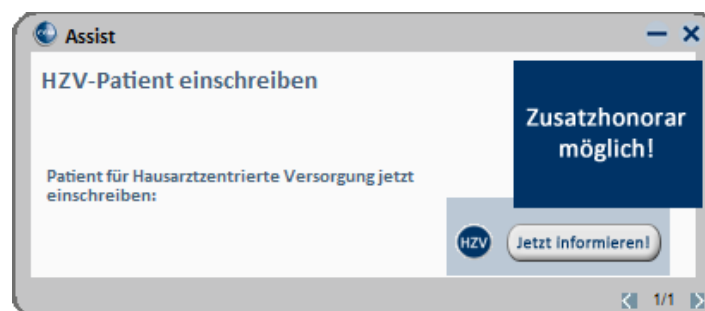 Assist
HZV-Patient einschreiben
Zusatzhonorar
möglich!
Patient für Hausarztzentrierte Versorgung jetzt
einschreiben:
HZV
Jetzt informieren!
1/1